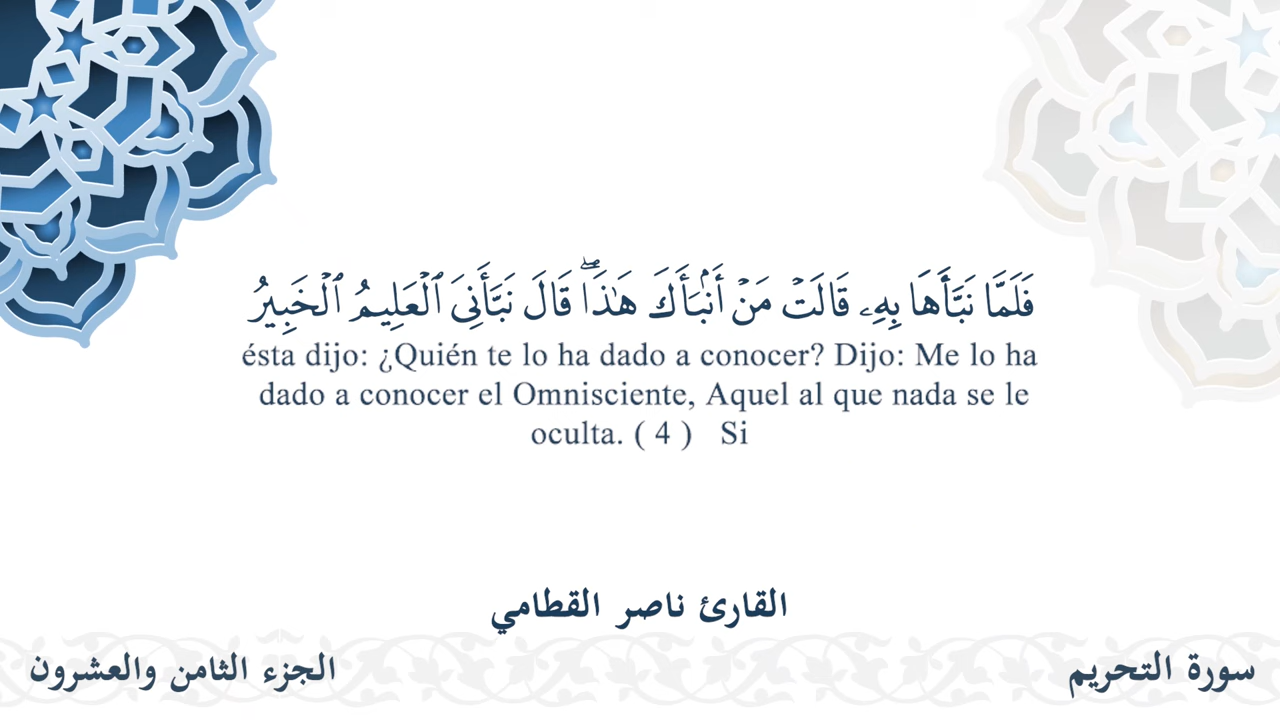 فَلَمَّا نَبَّأَهَا بِهِۦ قَالَتۡ مَنۡ أَنۢبَأَكَ هَٰذَاۖ قَالَ نَبَّأَنِيَ ٱلۡعَلِيمُ ٱلۡخَبِيرُ
ésta dijo: ¿Quién te lo ha dado a conocer? Dijo: Me lo ha
dado a conocer el Omnisciente, Aquel al que nada se le
oculta. ( 4 ) Si
القارئ ناصر القطامي
سورة التحريم
الجزء الثامن والعشرون